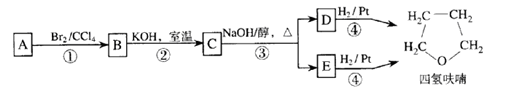 A Br₂/CCl₄ ① B KOH，室温 ② C NaOH/醇，△ ③
D H₂/Pt ④
E H₂/Pt ④
H₂C—CH₂
H₂C CH₂
O
四氢呋喃